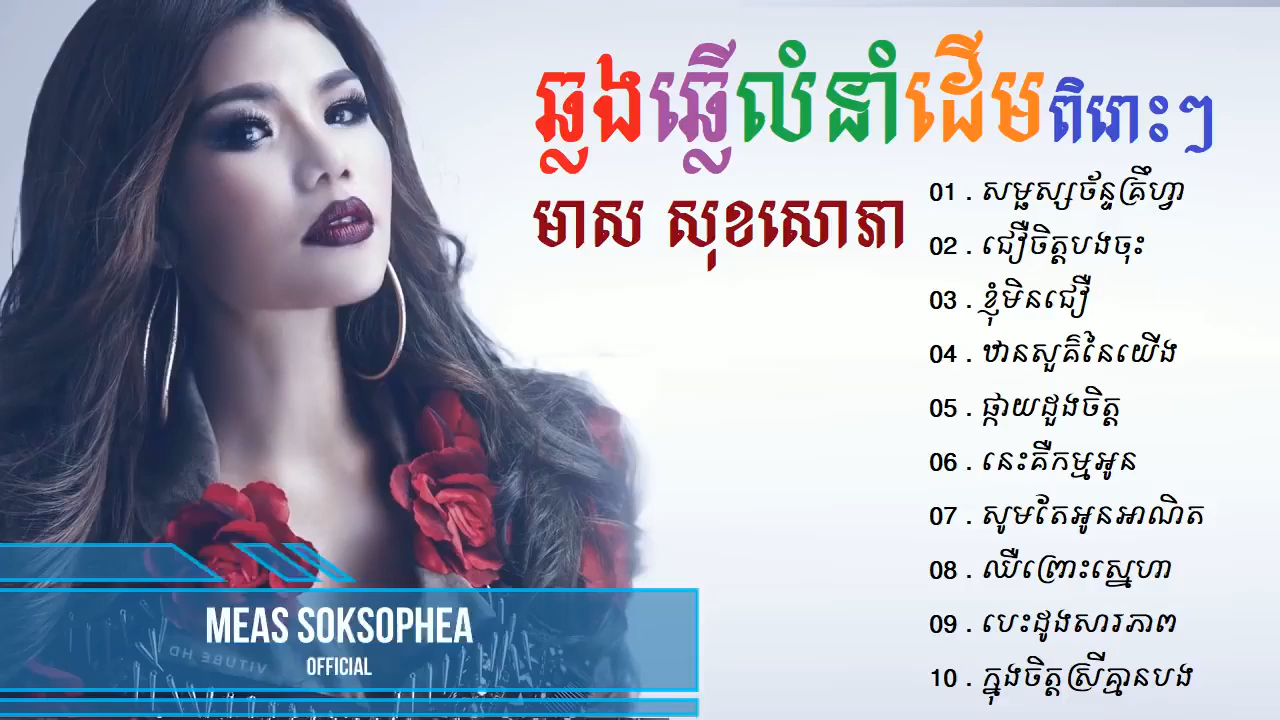 ឆ្លងឆ្លើលំនាំដើមពិរោះៗ
មាស សុខសោភា
01 . សម្ផស្សច័ន្ទគ្រឹហ្វា
02 . ជឿចិត្តបងចុះ
03 . ខ្ញុំមិនជឿ
04 . ឋានសួគ៌នៃយើង
05 . ផ្កាយដួងចិត្ត
06 . នេះគឺកម្មអូន
07 . សូមតែអូនអាណិត
08 . ឈឺព្រោះស្នេហា
09 . បេះដូងសារភាព
10 . ក្នុងចិត្តស្រីគ្មានបង
MEAS SOKSOPHEA
OFFICIAL
VITUBE HD